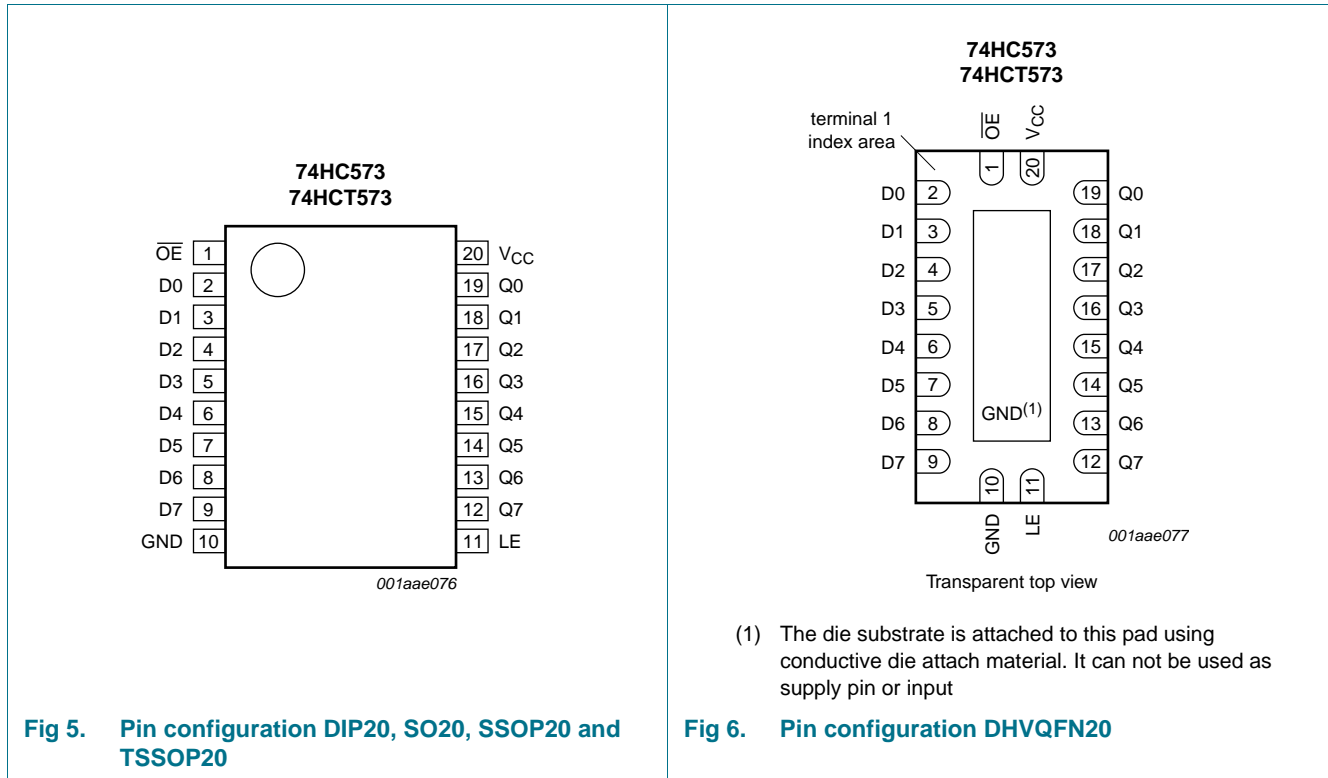 74HC573
74HCT573
OE 1
D0 2
D1 3
D2 4
D3 5
D4 6
D5 7
D6 8
D7 9
GND 10
20 VCC
19 Q0
18 Q1
17 Q2
16 Q3
15 Q4
14 Q5
13 Q6
12 Q7
11 LE
001aae076
Fig 5. Pin configuration DIP20, SO20, SSOP20 and
TSSOP20
74HC573
74HCT573
terminal 1
index area
OE
VCC
1
20
D0 2
D1 3
D2 4
D3 5
D4 6
D5 7
D6 8
D7 9
19 Q0
18 Q1
17 Q2
16 Q3
15 Q4
14 Q5
13 Q6
12 Q7
GND(1)
10
11
GND
LE
001aae077
Transparent top view
(1) The die substrate is attached to this pad using
conductive die attach material. It can not be used as
supply pin or input
Fig 6. Pin configuration DHVQFN20